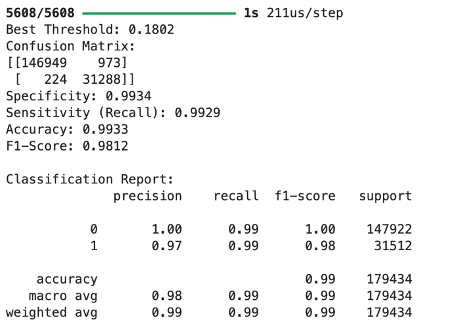 5608/5608 ━━━━━━━━━━━━━━━━━━━━ 1s 211us/step
Best Threshold: 0.1802
Confusion Matrix:
[[146949    973]
 [   224  31288]]
Specificity: 0.9934
Sensitivity (Recall): 0.9929
Accuracy: 0.9933
F1-Score: 0.9812
Classification Report:
precision recall f1-score support
0 1.00 0.99 1.00 147922
1 0.97 0.99 0.98 31512
accuracy 0.99 179434
macro avg 0.98 0.99 0.99 179434
weighted avg 0.99 0.99 0.99 179434